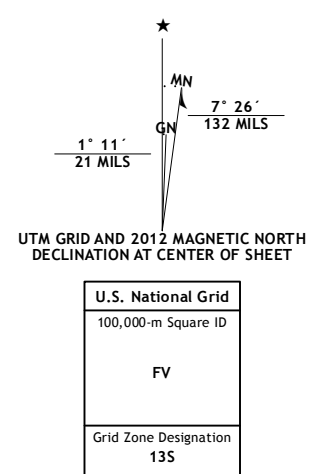 ★
MN
7° 26´
132 MILS
GN
1° 11´
21 MILS
UTM GRID AND 2012 MAGNETIC NORTH
DECLINATION AT CENTER OF SHEET
U.S. National Grid
100,000-m Square ID
FV
Grid Zone Designation
13S